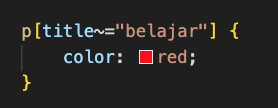 p[title~="belajar"] {
    color: red;
}